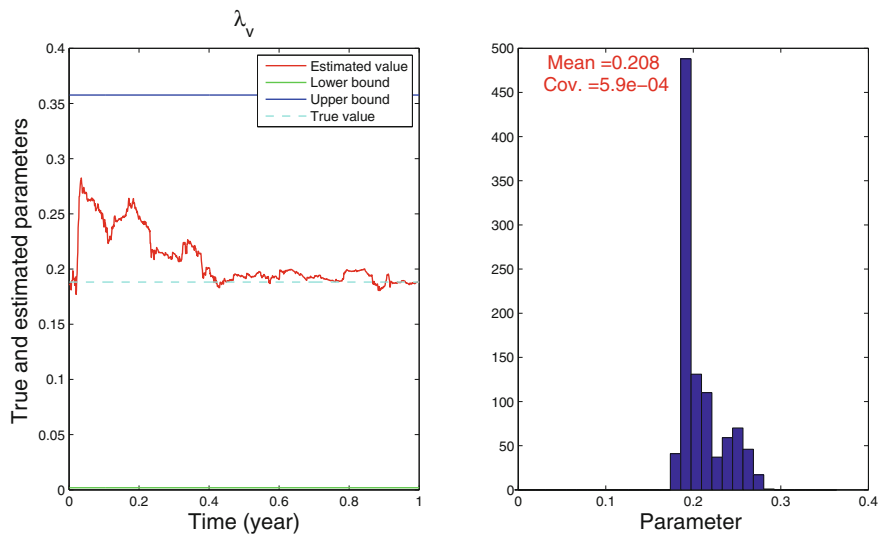 λv
0.4
0.35
0.3
0.25
0.2
0.15
0.1
0.05
0
0 0.2 0.4 0.6 0.8 1
True and estimated parameters
Time (year)
Estimated value
Lower bound
Upper bound
True value
500
450
400
350
300
250
200
150
100
50
0
0 0.1 0.2 0.3 0.4
Parameter
Mean =0.208
Cov. =5.9e−04